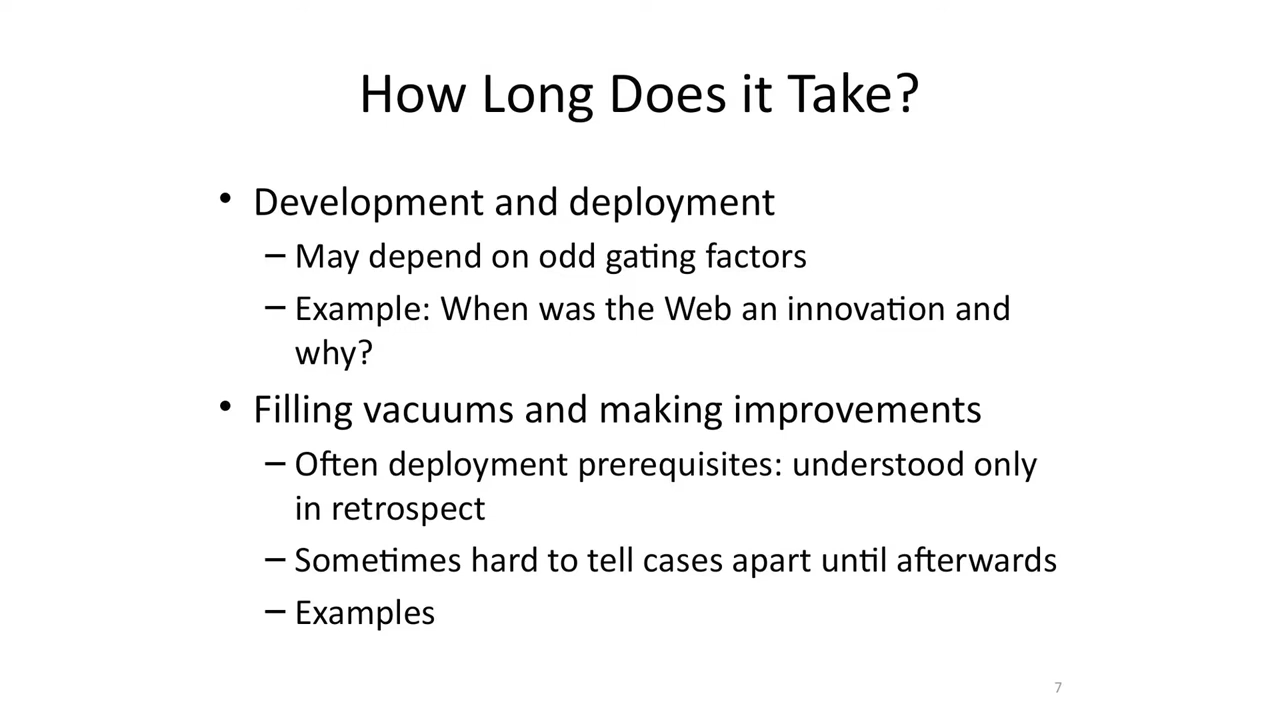 How Long Does it Take?
• Development and deployment
– May depend on odd gating factors
– Example: When was the Web an innovation and
why?
• Filling vacuums and making improvements
– Often deployment prerequisites: understood only
in retrospect
– Sometimes hard to tell cases apart until afterwards
– Examples
7